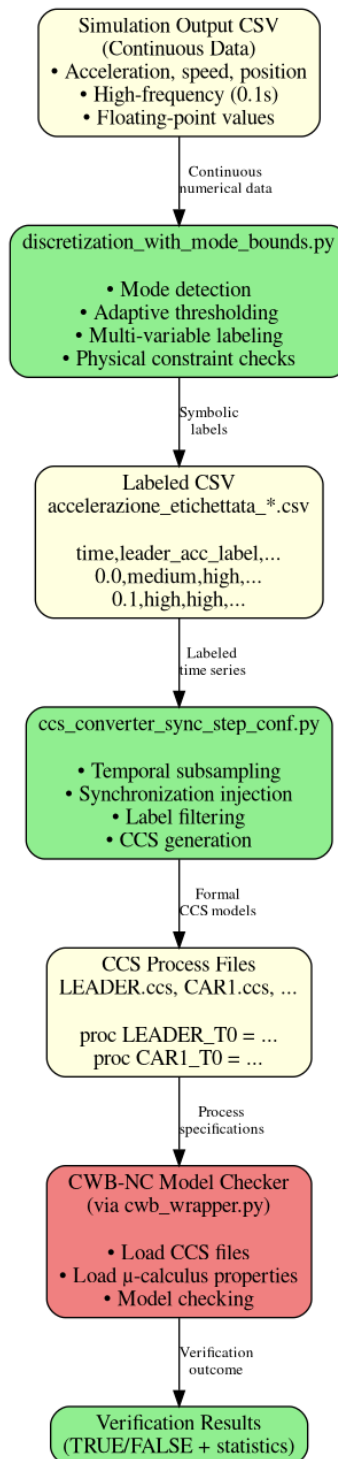 Simulation Output CSV
(Continuous Data)
• Acceleration, speed, position
• High-frequency (0.1s)
• Floating-point values
Continuous
numerical data
discretization_with_mode_bounds.py
• Mode detection
• Adaptive thresholding
• Multi-variable labeling
• Physical constraint checks
Symbolic
labels
Labeled CSV
accelerazione_etichettata_*.csv
time,leader_acc_label,...
0.0,medium,high,...
0.1,high,high,...
Labeled
time series
ccs_converter_sync_step_conf.py
• Temporal subsampling
• Synchronization injection
• Label filtering
• CCS generation
Formal
CCS models
CCS Process Files
LEADER.ccs, CAR1.ccs, ...
proc LEADER_T0 = ...
proc CAR1_T0 = ...
Process
specifications
CWB-NC Model Checker
(via cwb_wrapper.py)
• Load CCS files
• Load μ-calculus properties
• Model checking
Verification
outcome
Verification Results
(TRUE/FALSE + statistics)